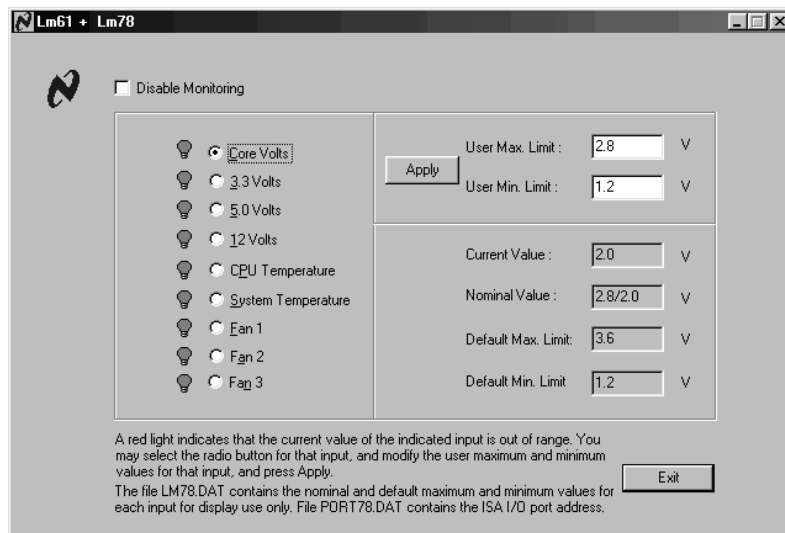 Lm61 + Lm78
Disable Monitoring
Core Volts
3.3 Volts
5.0 Volts
12 Volts
CPU Temperature
System Temperature
Fan 1
Fan 2
Fan 3
Apply
User Max. Limit : 2.8 V
User Min. Limit : 1.2 V
Current Value : 2.0 V
Nominal Value : 2.8/2.0 V
Default Max. Limit: 3.6 V
Default Min. Limit 1.2 V
A red light indicates that the current value of the indicated input is out of range. You
may select the radio button for that input, and modify the user maximum and minimum
values for that input, and press Apply.
The file LM78.DAT contains the nominal and default maximum and minimum values for
each input for display use only. File PORT78.DAT contains the ISA I/O port address.
Exit